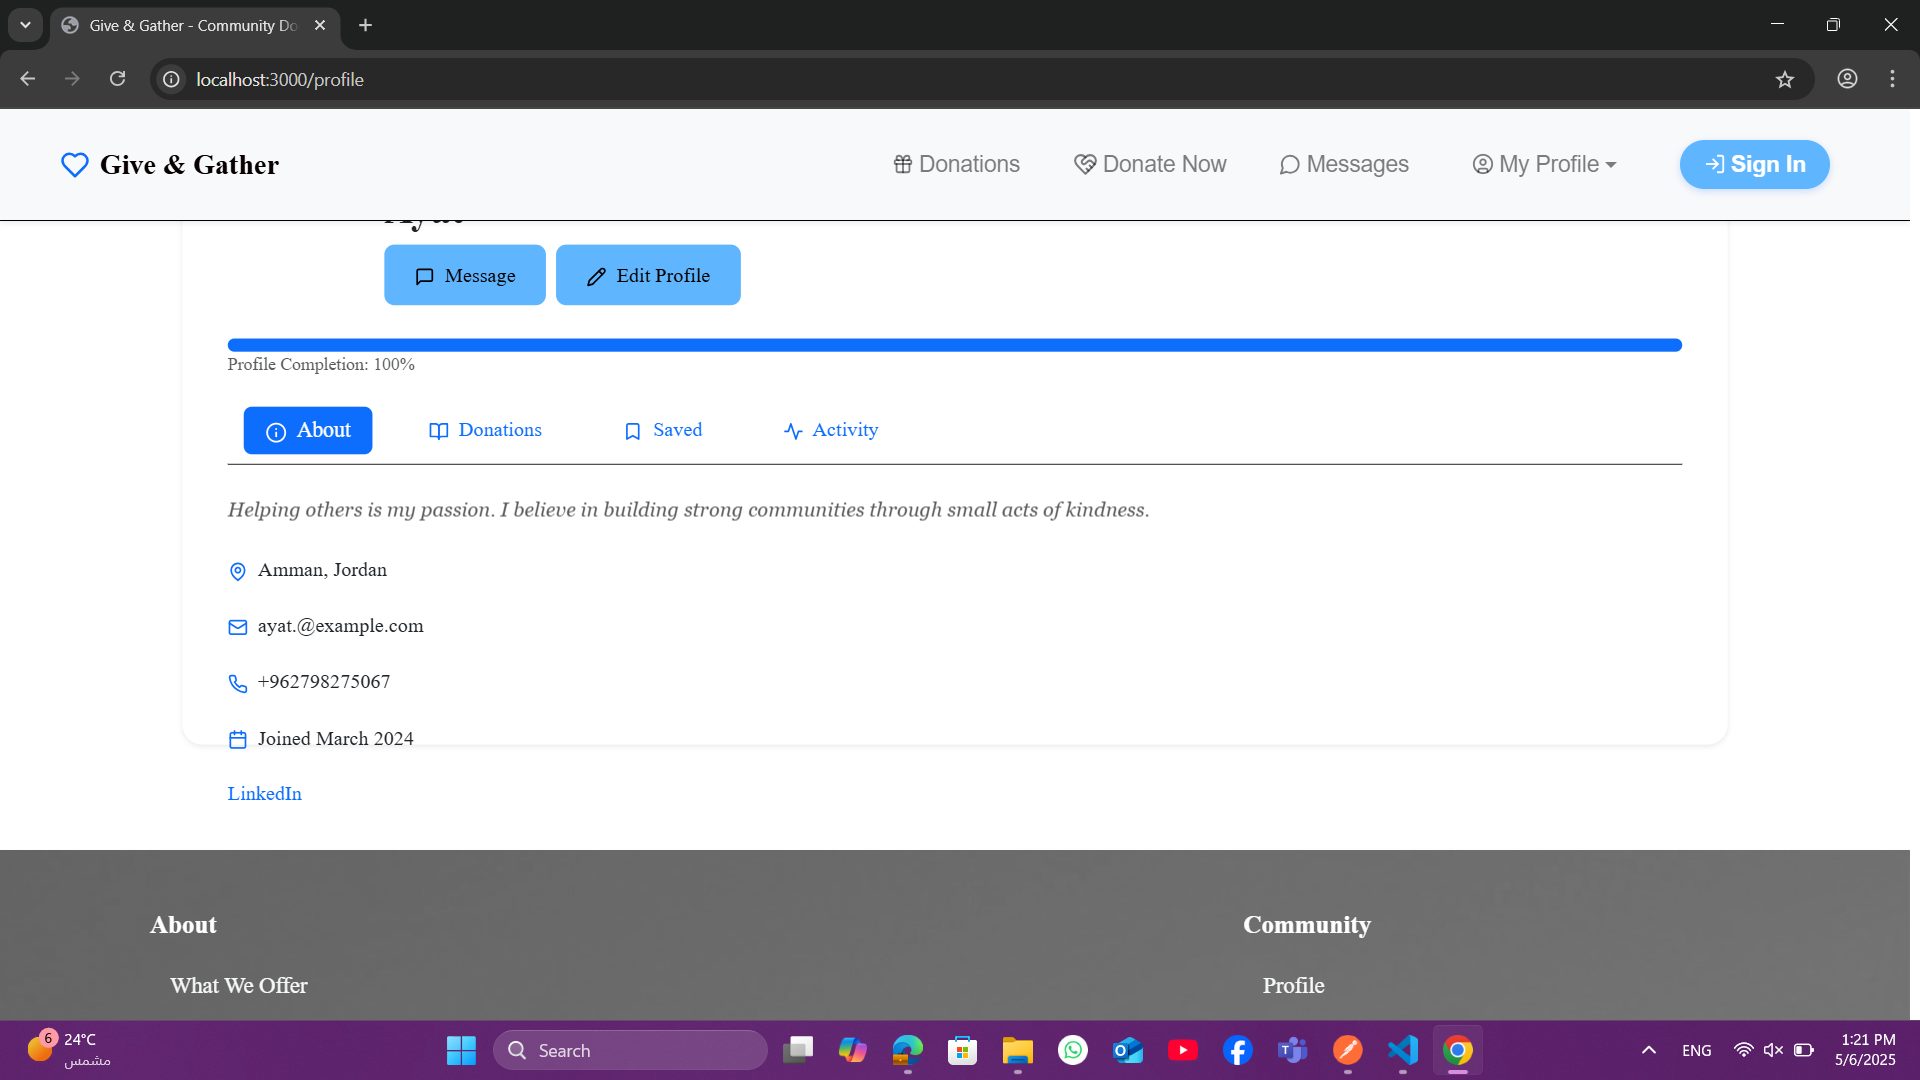 Give & Gather - Community Do
localhost:3000/profile
Give & Gather
Donations
Donate Now
Messages
My Profile
Sign In
Ayat
Message
Edit Profile
Profile Completion: 100%
About
Donations
Saved
Activity
Helping others is my passion. I believe in building strong communities through small acts of kindness.
Amman, Jordan
ayat.@example.com
+962798275067
Joined March 2024
LinkedIn
About
Community
What We Offer
Profile
6
24°C
مشمس
Search
ENG
1:21 PM
5/6/2025